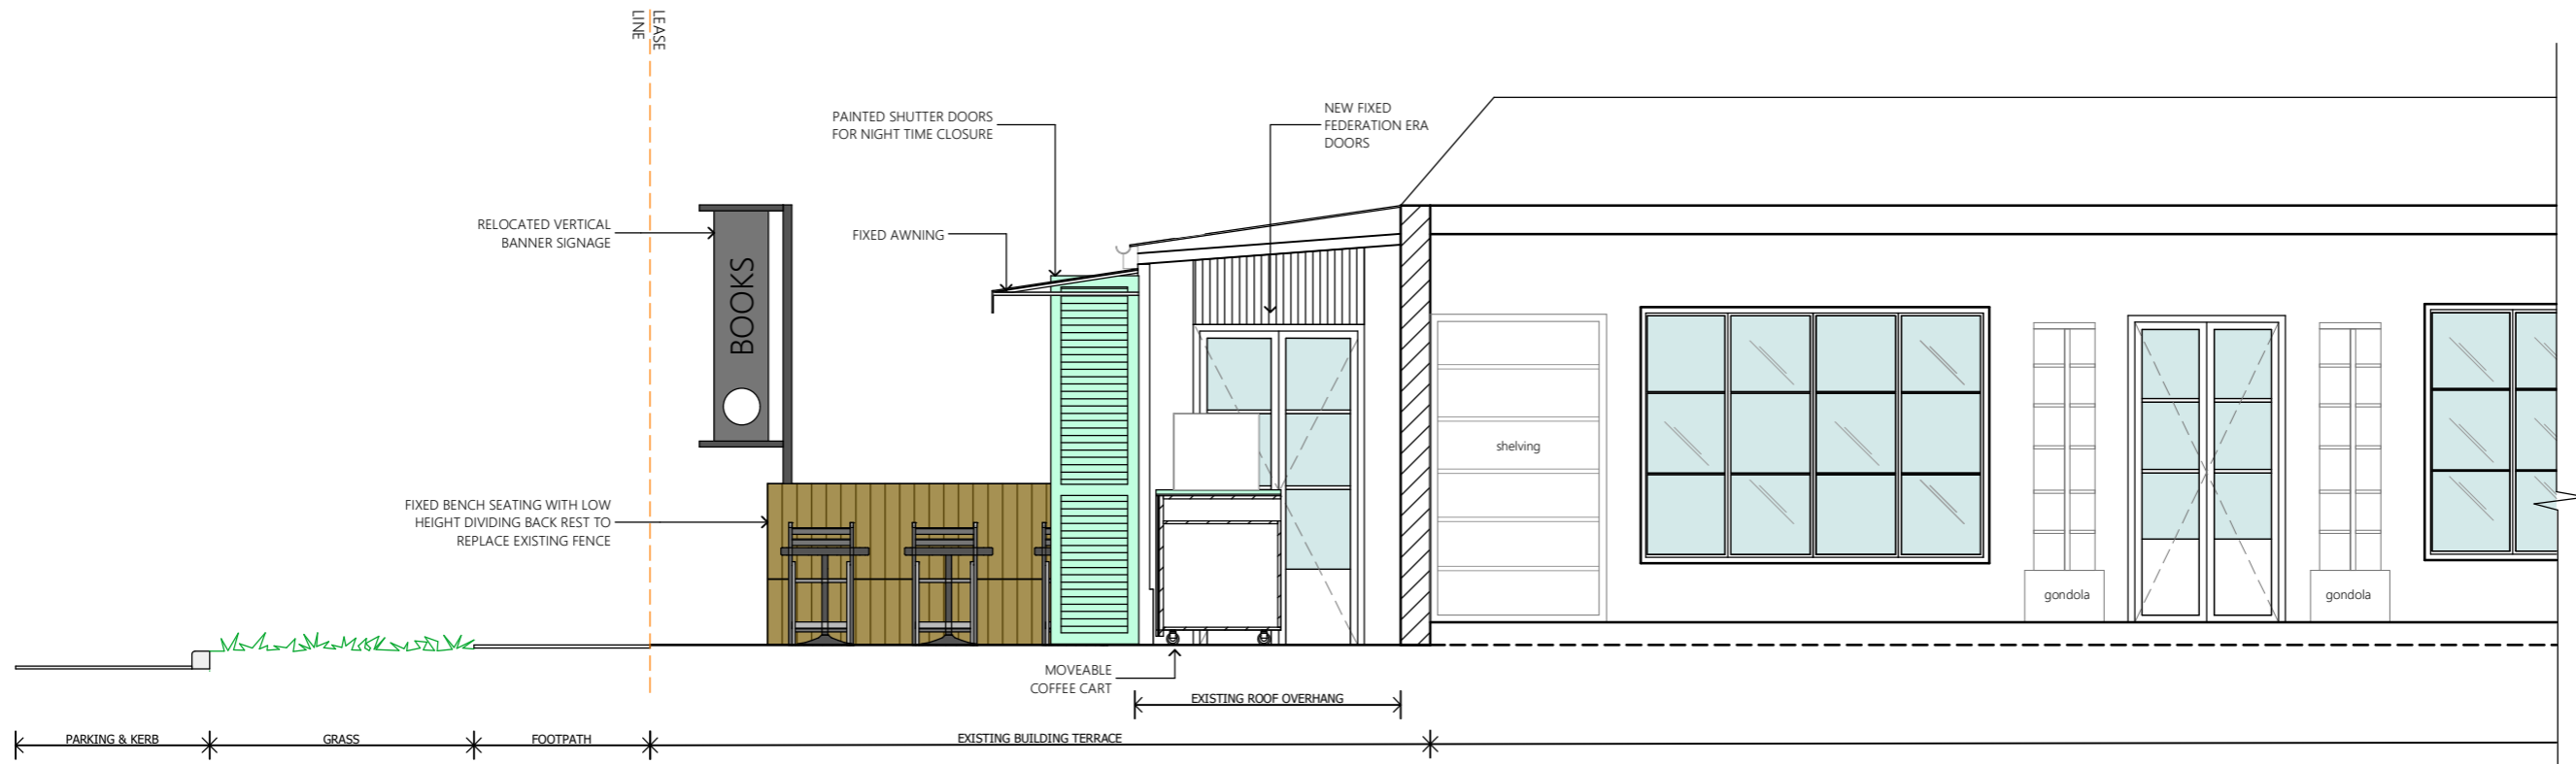 LEASE
LINE
PAINTED SHUTTER DOORS
FOR NIGHT TIME CLOSURE
NEW FIXED
FEDERATION ERA
DOORS
RELOCATED VERTICAL
BANNER SIGNAGE
FIXED AWNING
BOOKS
shelving
FIXED BENCH SEATING WITH LOW
HEIGHT DIVIDING BACK REST TO
REPLACE EXISTING FENCE
gondola
gondola
MOVEABLE
COFFEE CART
EXISTING ROOF OVERHANG
PARKING & KERB
GRASS
FOOTPATH
EXISTING BUILDING TERRACE